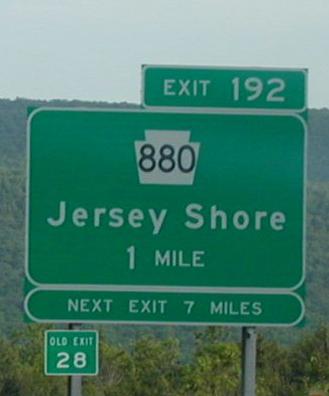 EXIT 192
880
Jersey Shore
1 MILE
NEXT EXIT 7 MILES
OLD EXIT
28